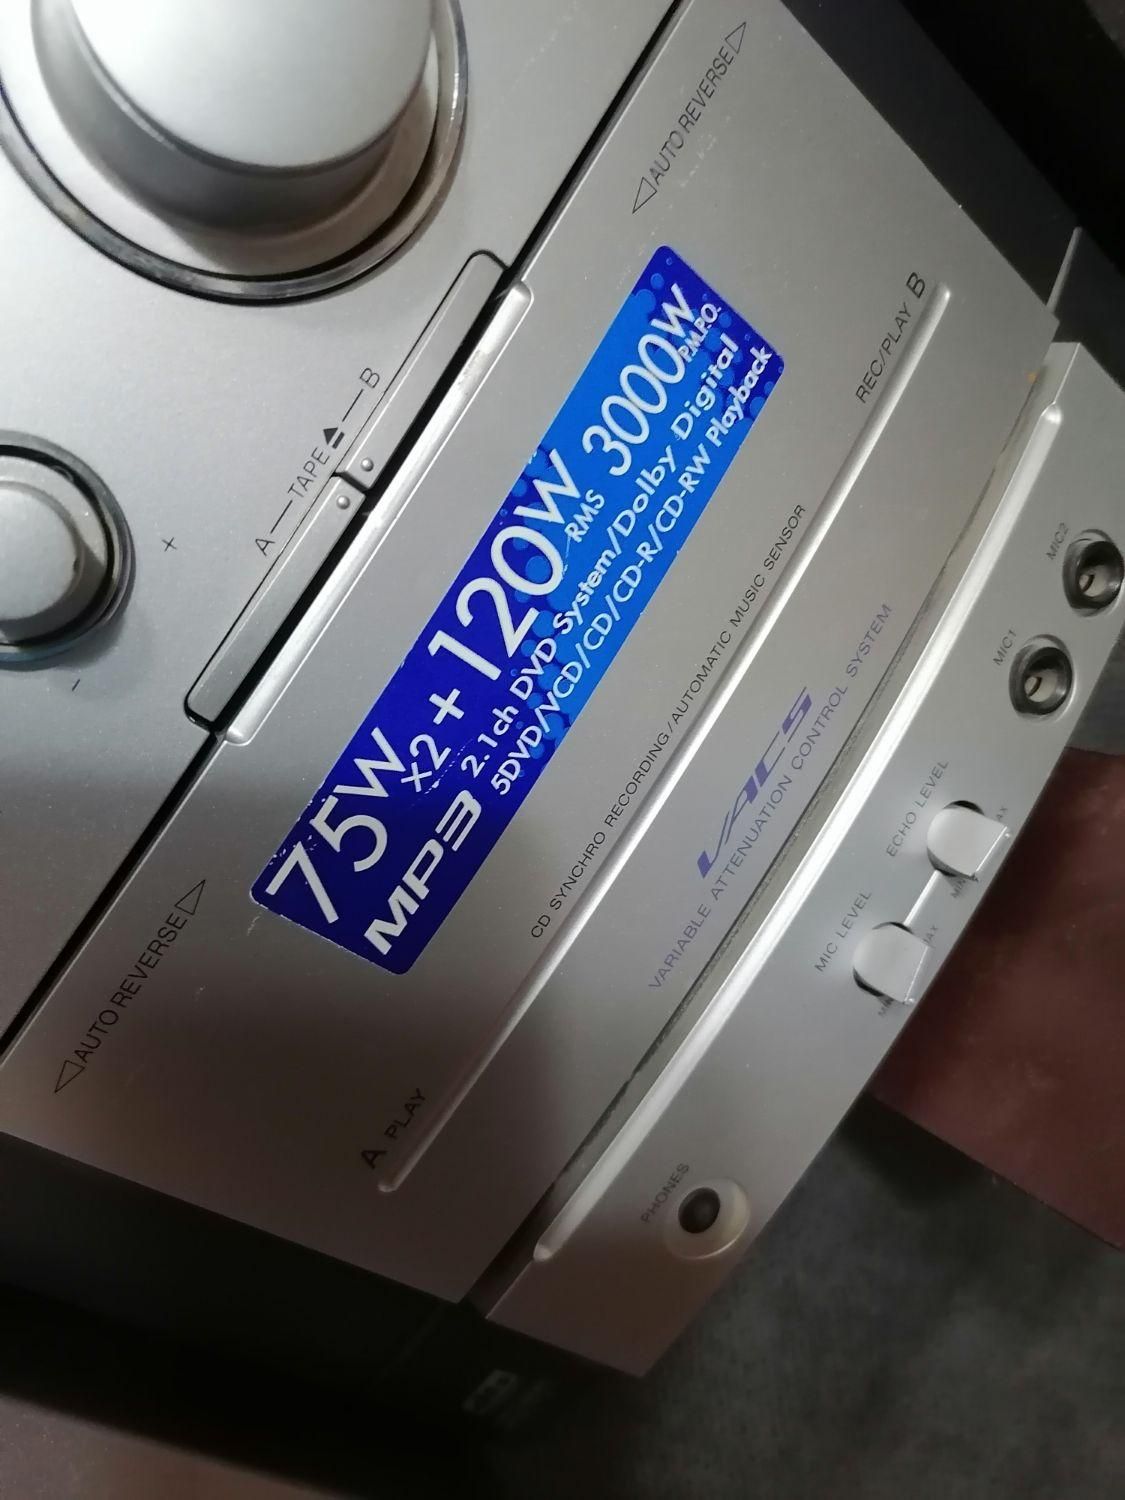 A — TAPE ⏏ — B
+
-
◁ AUTO REVERSE ▷
◁ AUTO REVERSE ▷
75W X2 + 120W RMS 3000W P.M.P.O.
MP3 2.1ch DVD System/Dolby Digital
5DVD/VCD/CD/CD-R/CD-RW Playback
A PLAY
CD SYNCHRO RECORDING/AUTOMATIC MUSIC SENSOR
REC/PLAY B
VACS
VARIABLE ATTENUATION CONTROL SYSTEM
PHONES
MIC LEVEL
ECHO LEVEL
MIC1
MIC2